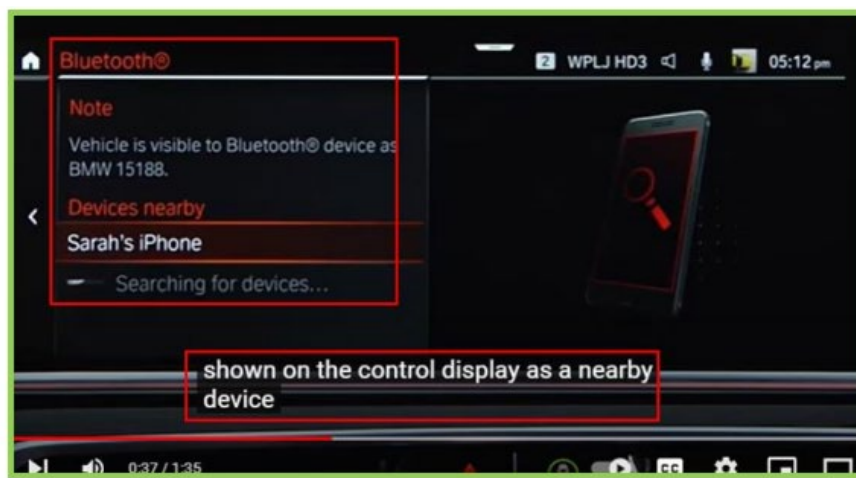 Bluetooth®
2 WPLJ HD3 05:12 pm
Note
Vehicle is visible to Bluetooth® device as
BMW 15188.
Devices nearby
Sarah's iPhone
Searching for devices...
shown on the control display as a nearby
device
0:37 / 1:35
CC